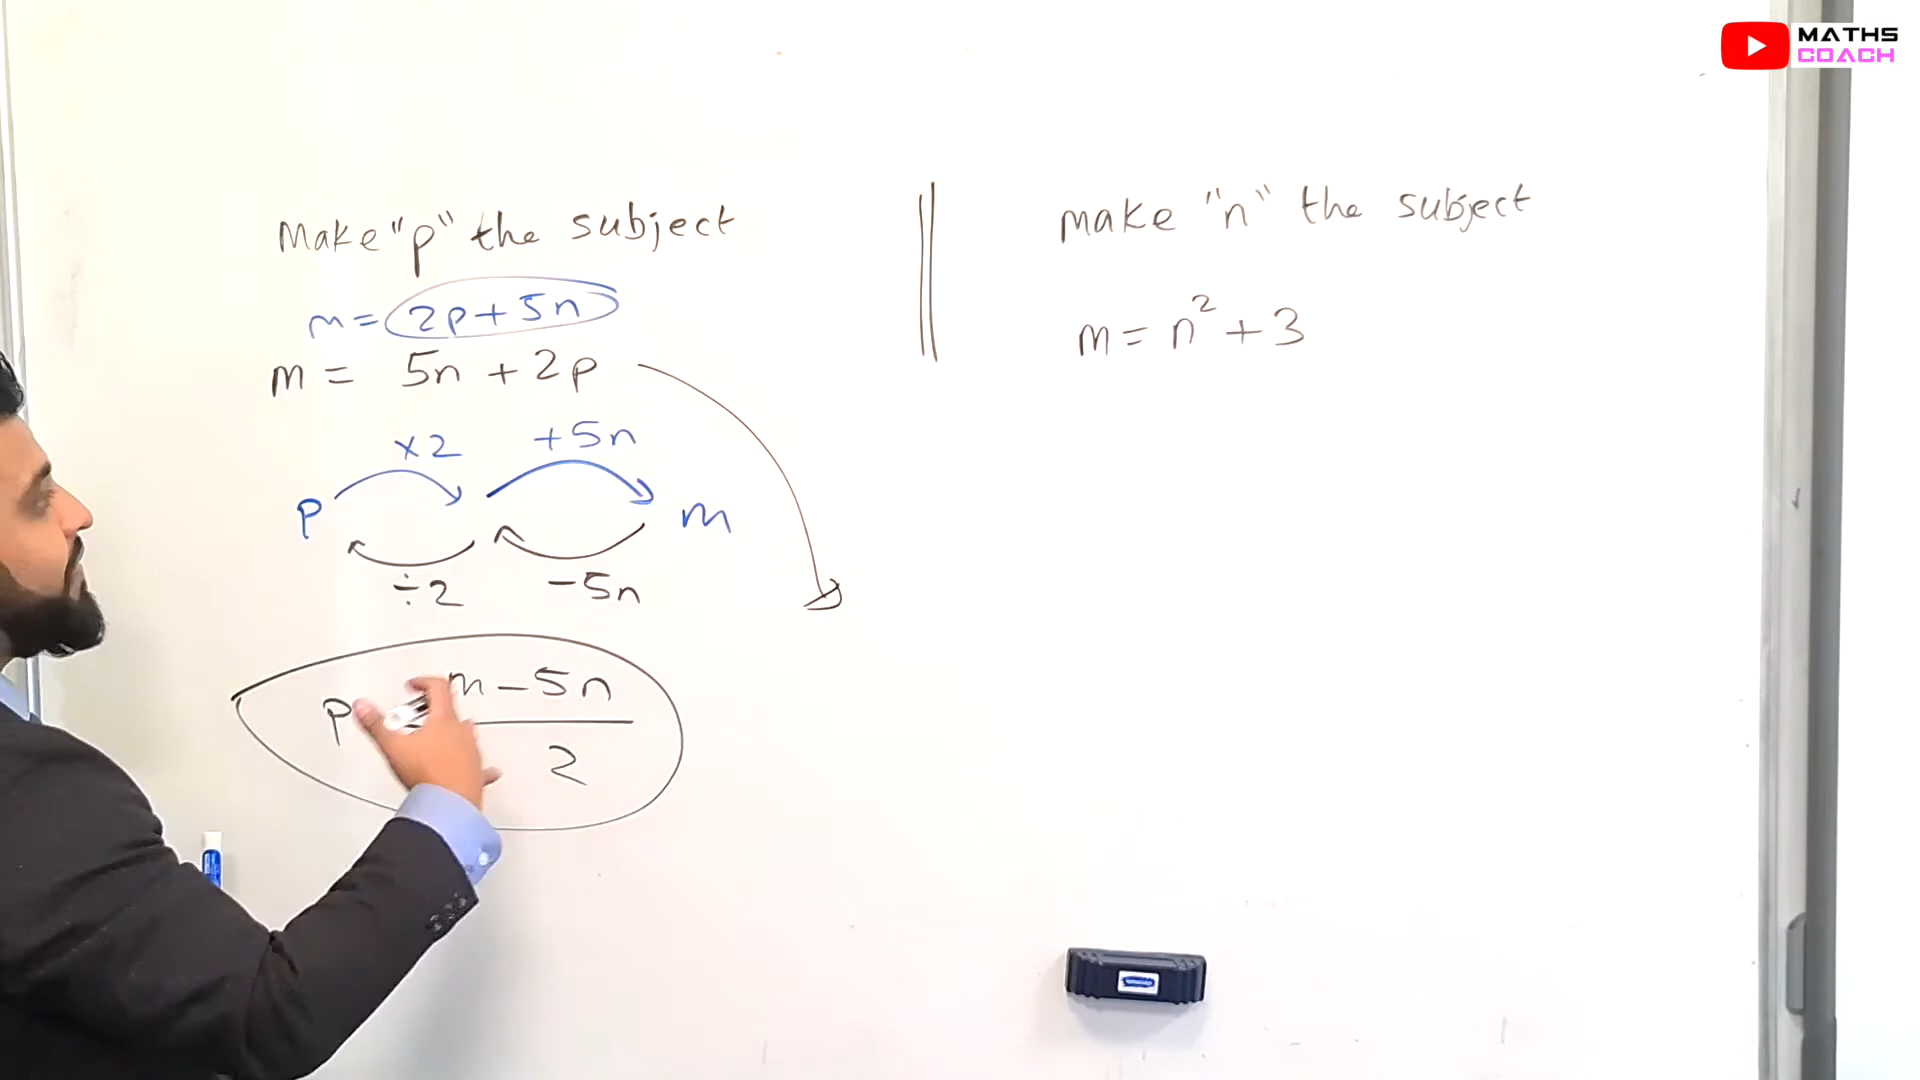 MATHS
COACH
Make "p" the subject
m = 2p + 5n
m = 5n + 2p
×2 +5n
p m
÷2 -5n
p m - 5n
2
make "n" the subject
m = n² + 3